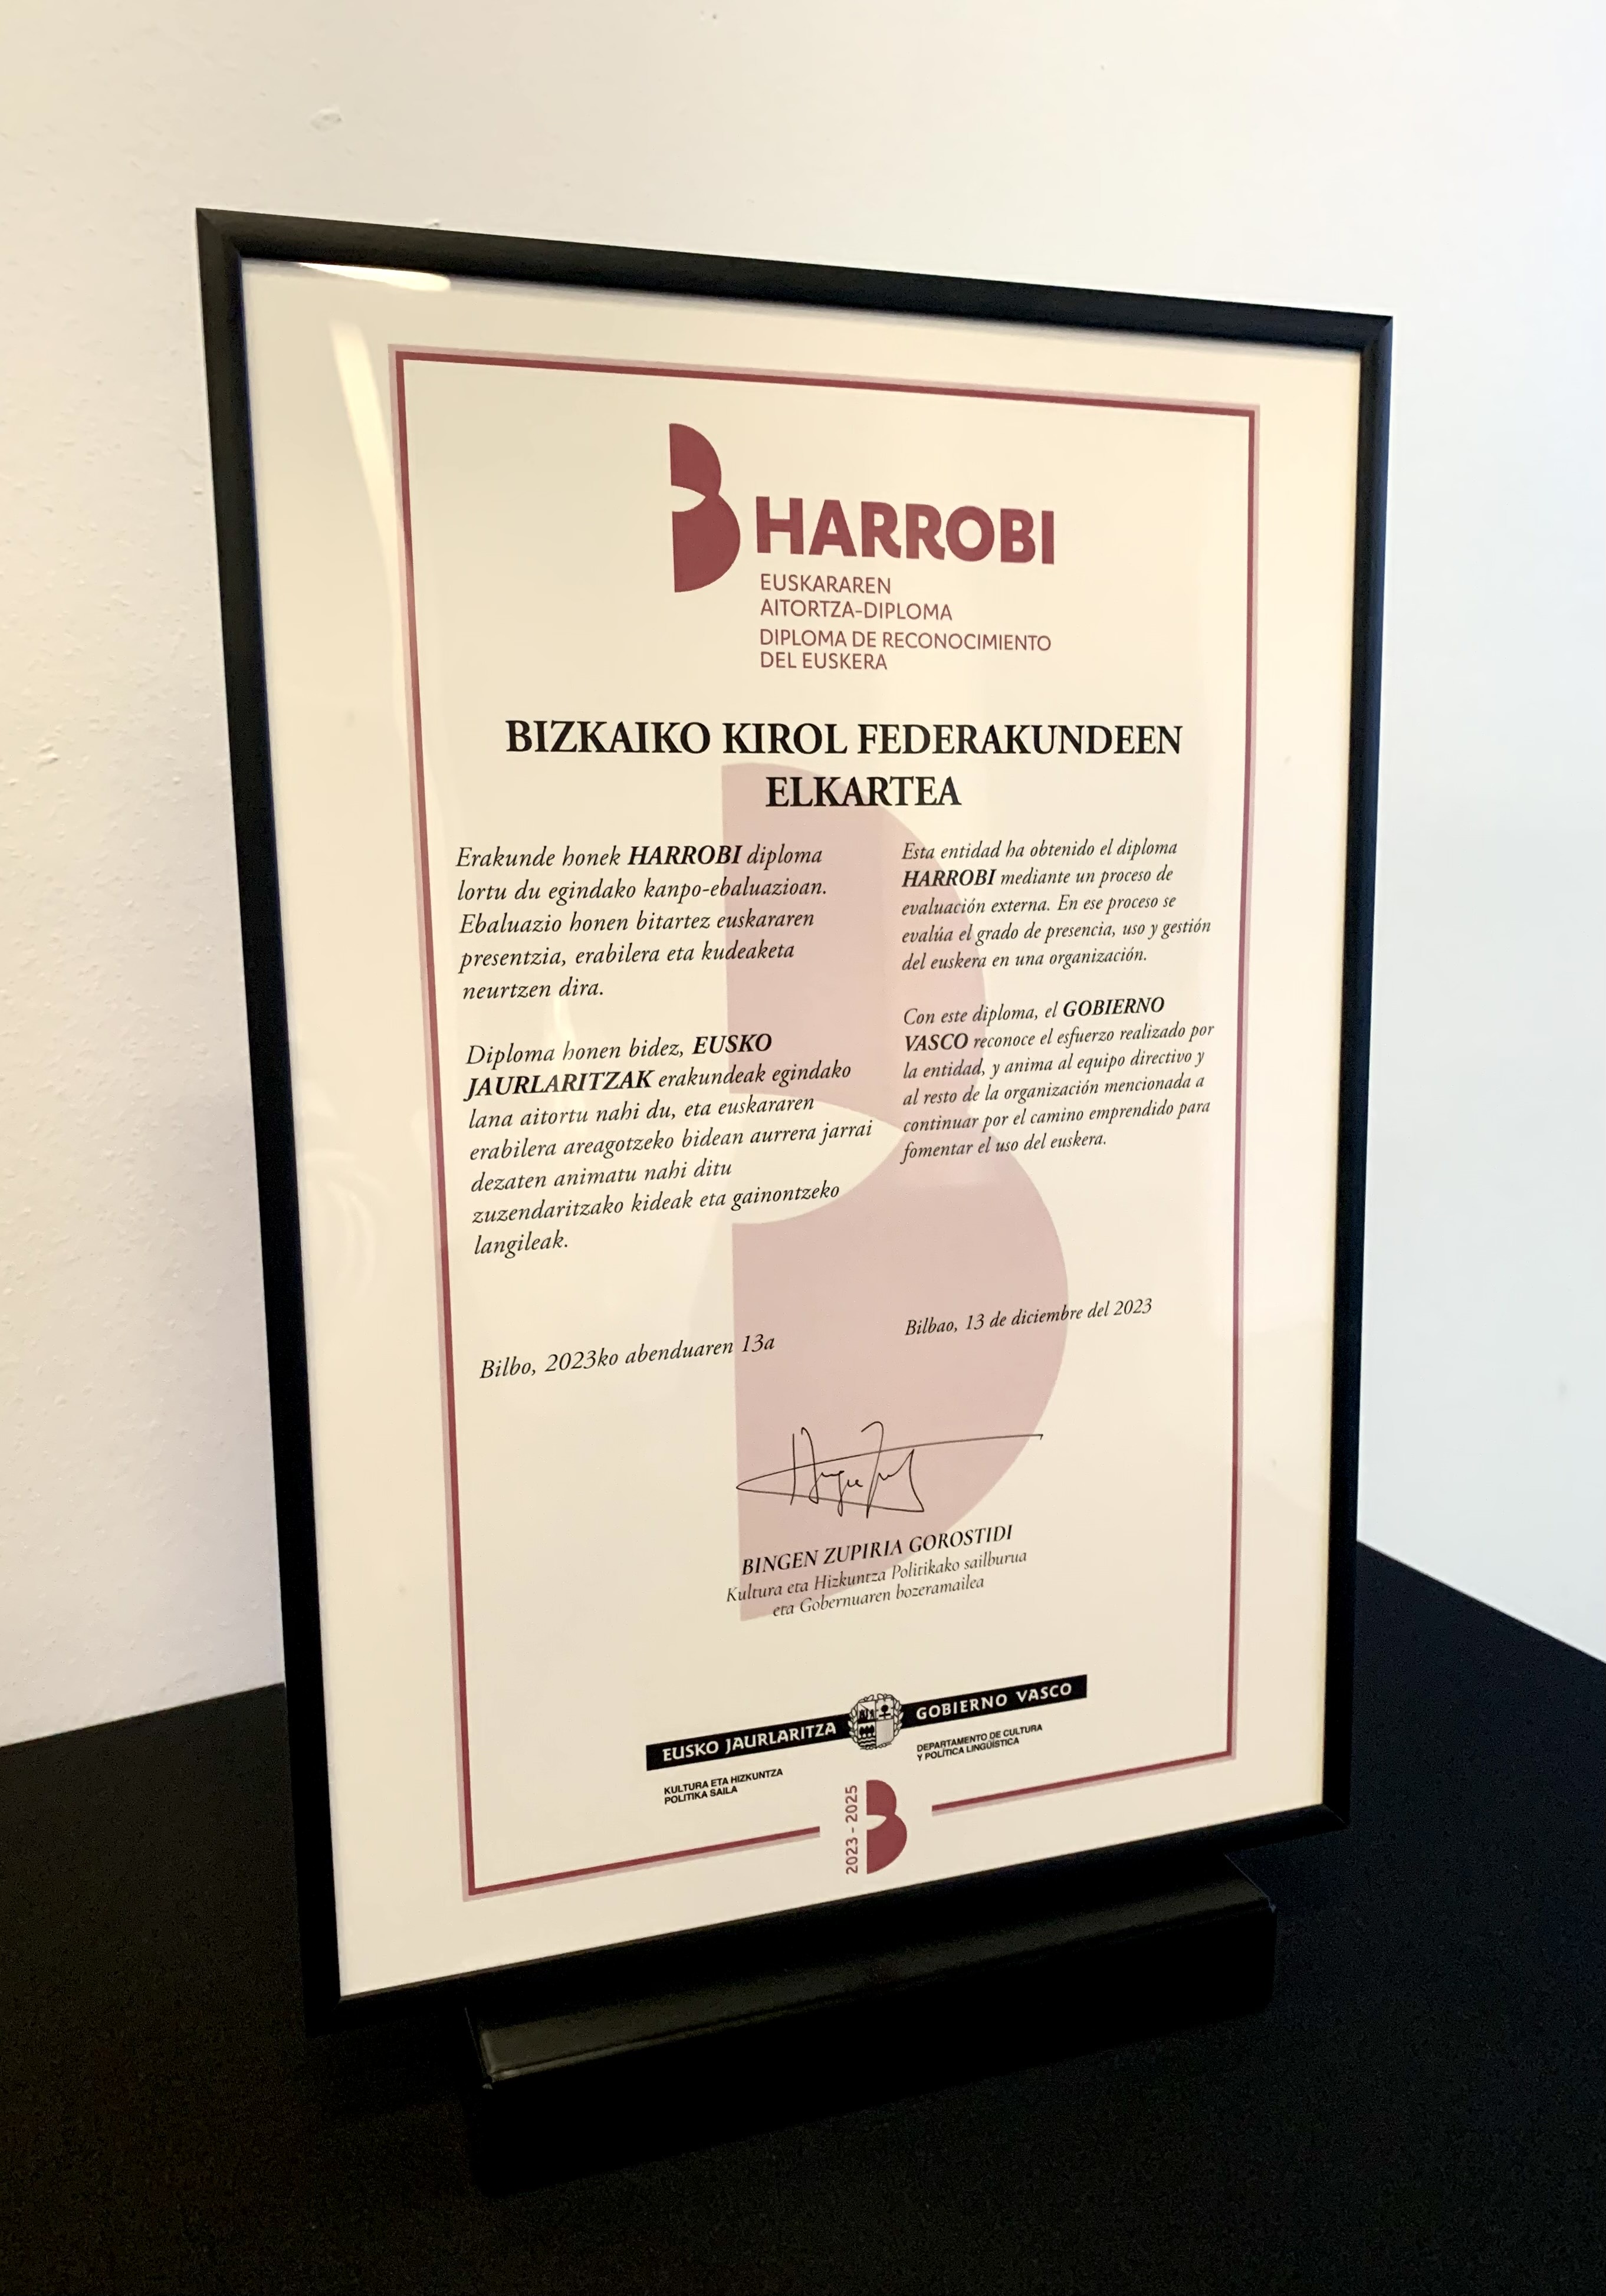 HARROBI
EUSKARAREN
AITORTZA-DIPLOMA
DIPLOMA DE RECONOCIMIENTO
DEL EUSKERA
BIZKAIKO KIROL FEDERAKUNDEEN
ELKARTEA
Erakunde honek HARROBI diploma
lortu du egindako kanpo-ebaluazioan.
Ebaluazio honen bitartez euskararen
presentzia, erabilera eta kudeaketa
neurtzen dira.
Diploma honen bidez, EUSKO
JAURLARITZAK erakundeak egindako
lana aitortu nahi du, eta euskararen
erabilera areagotzeko bidean aurrera jarrai
dezaten animatu nahi ditu
zuzendaritzako kideak eta gainontzeko
langileak.
Bilbo, 2023ko abenduaren 13a
Esta entidad ha obtenido el diploma
HARROBI mediante un proceso de
evaluación externa. En ese proceso se
evalúa el grado de presencia, uso y gestión
del euskera en una organización.
Con este diploma, el GOBIERNO
VASCO reconoce el esfuerzo realizado por
la entidad, y anima al equipo directivo y
al resto de la organización mencionada a
continuar por el camino emprendido para
fomentar el uso del euskera.
Bilbao, 13 de diciembre del 2023
BINGEN ZUPIRIA GOROSTIDI
Kultura eta Hizkuntza Politikako sailburua
eta Gobernuaren bozeramailea
EUSKO JAURLARITZA
GOBIERNO VASCO
KULTURA ETA HIZKUNTZA
POLITIKA SAILA
DEPARTAMENTO DE CULTURA
Y POLÍTICA LINGÜÍSTICA
2023 - 2025